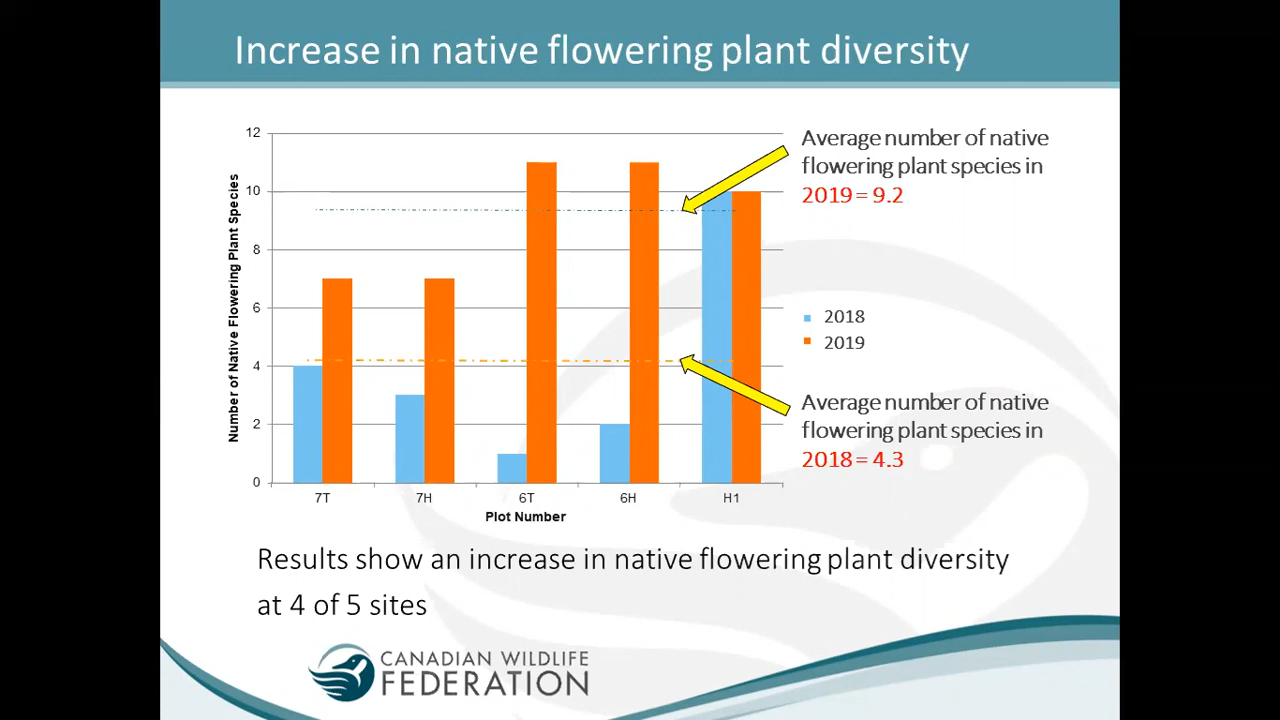 Increase in native flowering plant diversity
Average number of native
flowering plant species in
2019 = 9.2
Number of Native Flowering Plant Species
12
10
8
6
4
2
0
7T
7H
6T
6H
H1
Plot Number
2018
2019
Average number of native
flowering plant species in
2018 = 4.3
Results show an increase in native flowering plant diversity
at 4 of 5 sites
CANADIAN WILDLIFE
FEDERATION